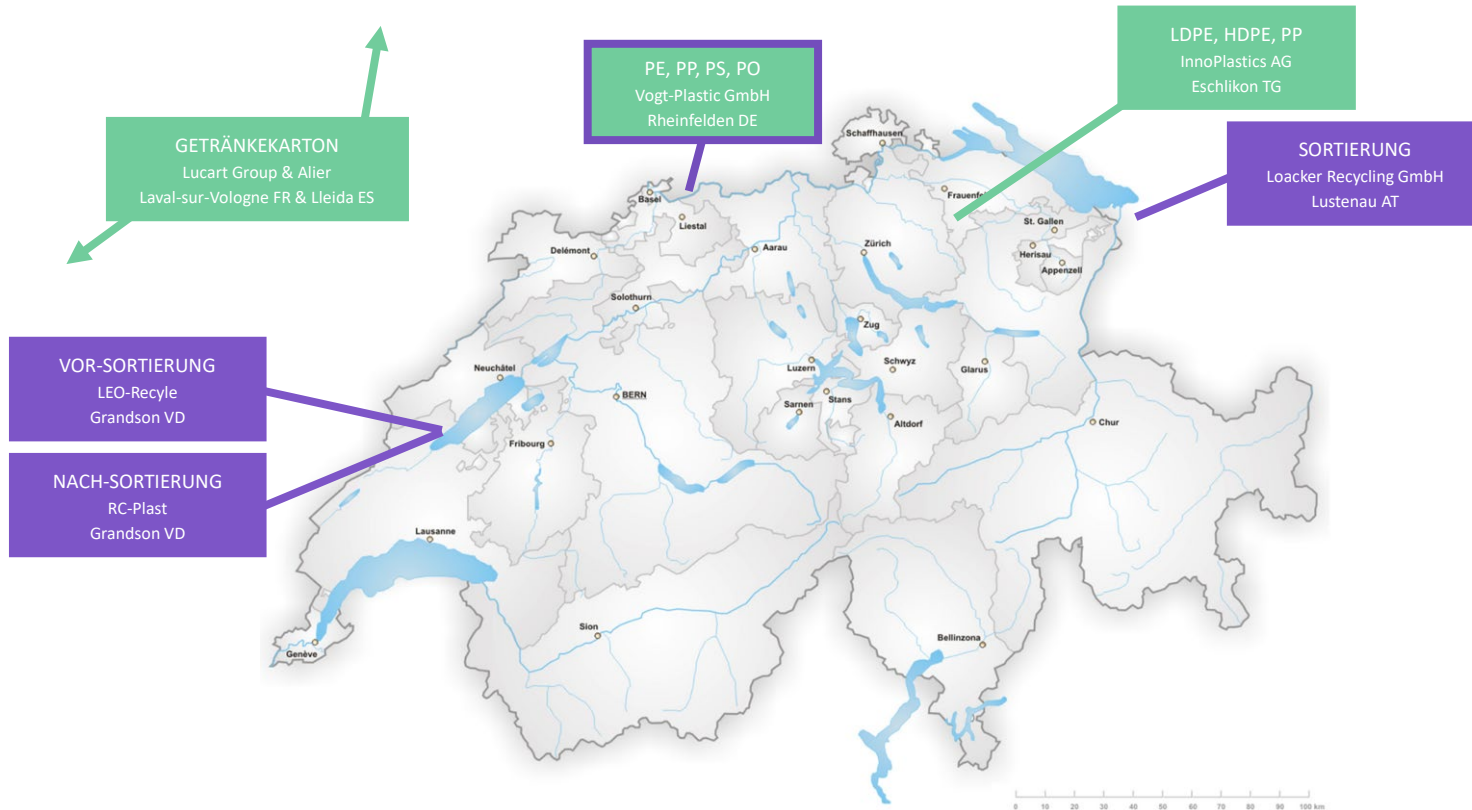 LDPE, HDPE, PP
InnoPlastics AG
Eschlikon TG
PE, PP, PS, PO
Vogt-Plastic GmbH
Rheinfelden DE
GETRÄNKEKARTON
Lucart Group & Alier
Laval-sur-Vologne FR & Lleida ES
SORTIERUNG
Loacker Recycling GmbH
Lustenau AT
VOR-SORTIERUNG
LEO-Recyle
Grandson VD
NACH-SORTIERUNG
RC-Plast
Grandson VD
Schaffhausen
Frauenfel
Basel
Liestal
St. Gallen
Herisau
Appenzell
Delémont
Aarau
Zürich
Solothurn
Zug
Neuchâtel
Luzern
Schwyz
Glarus
BERN
Stans
Sarnen
Altdorf
Chur
Fribourg
Lausanne
Sion
Bellinzona
Genève
0 10 20 30 40 50 60 70 80 90 100 km